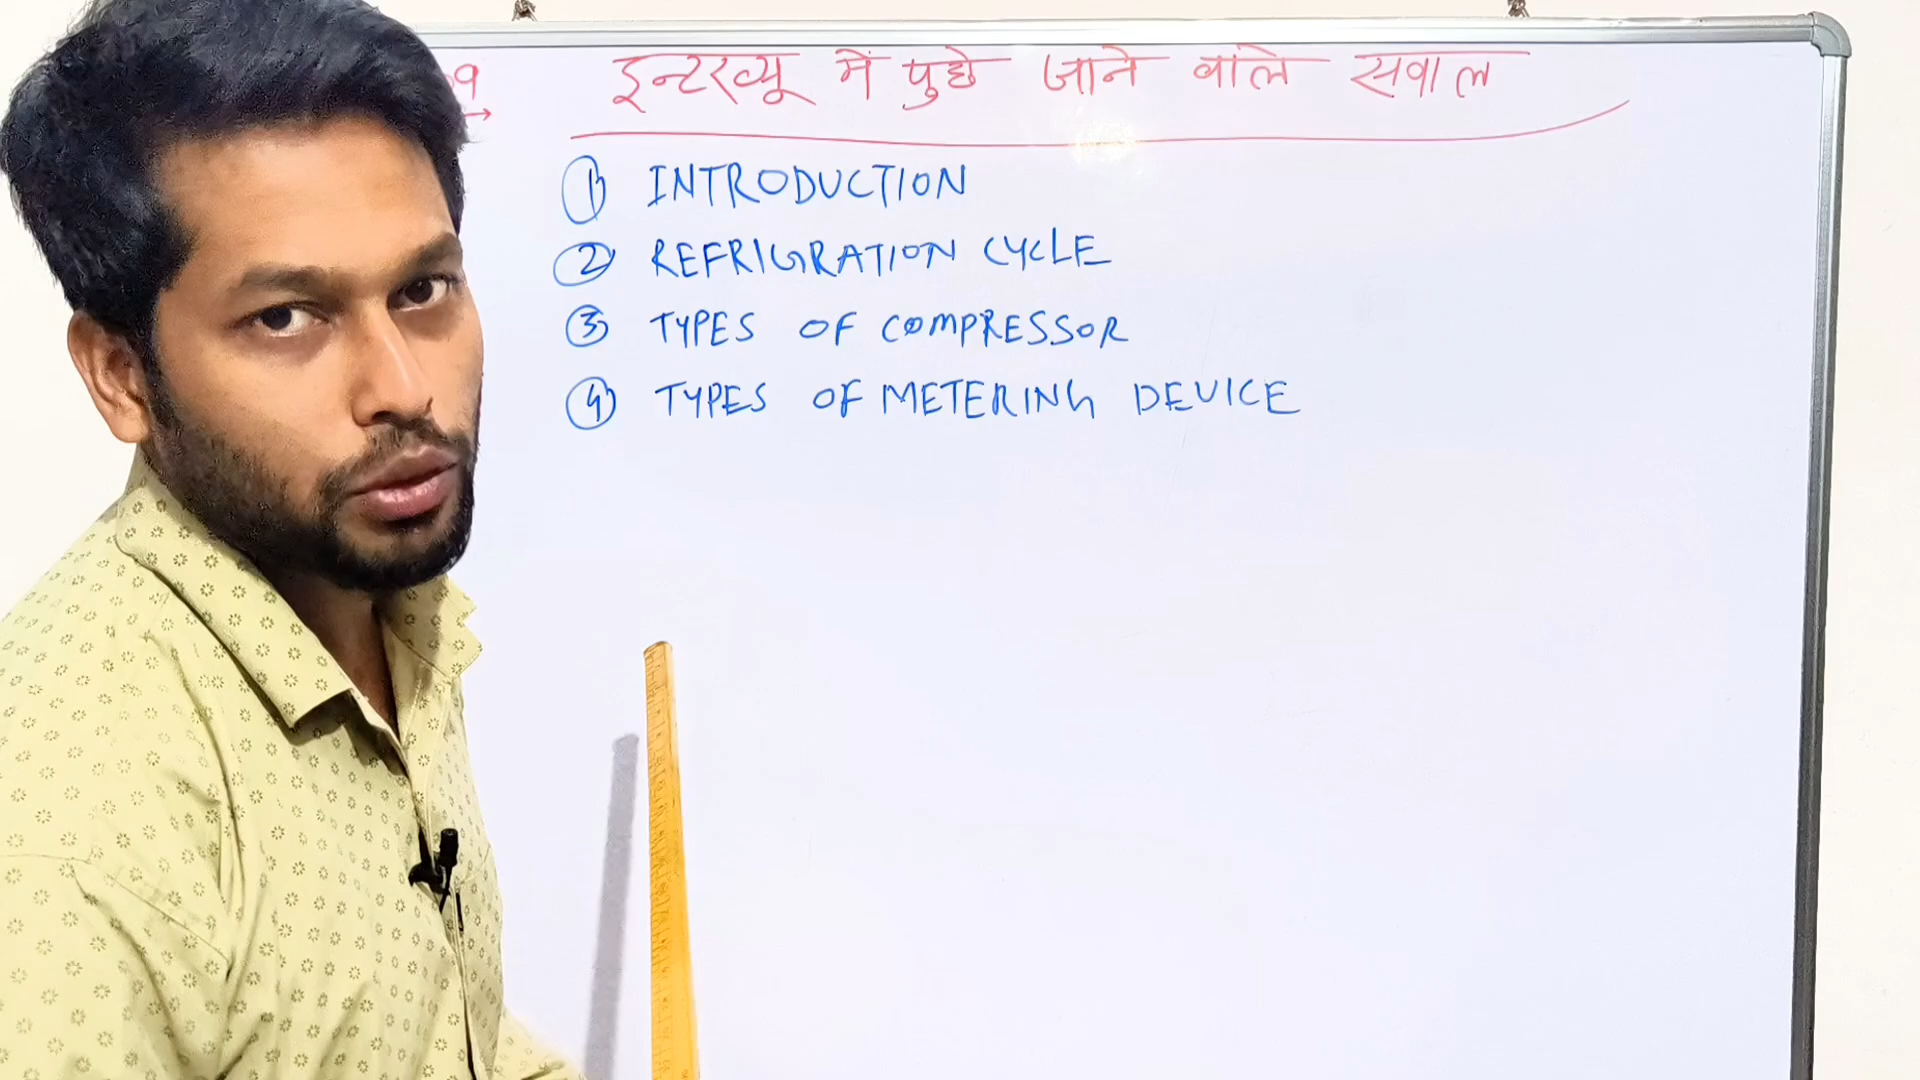 इन्टरव्यू में पुछे जाने वाले सवाल
① INTRODUCTION
② REFRIGRATION CYCLE
③ TYPES OF COMPRESSOR
④ TYPES OF METERING DEVICE